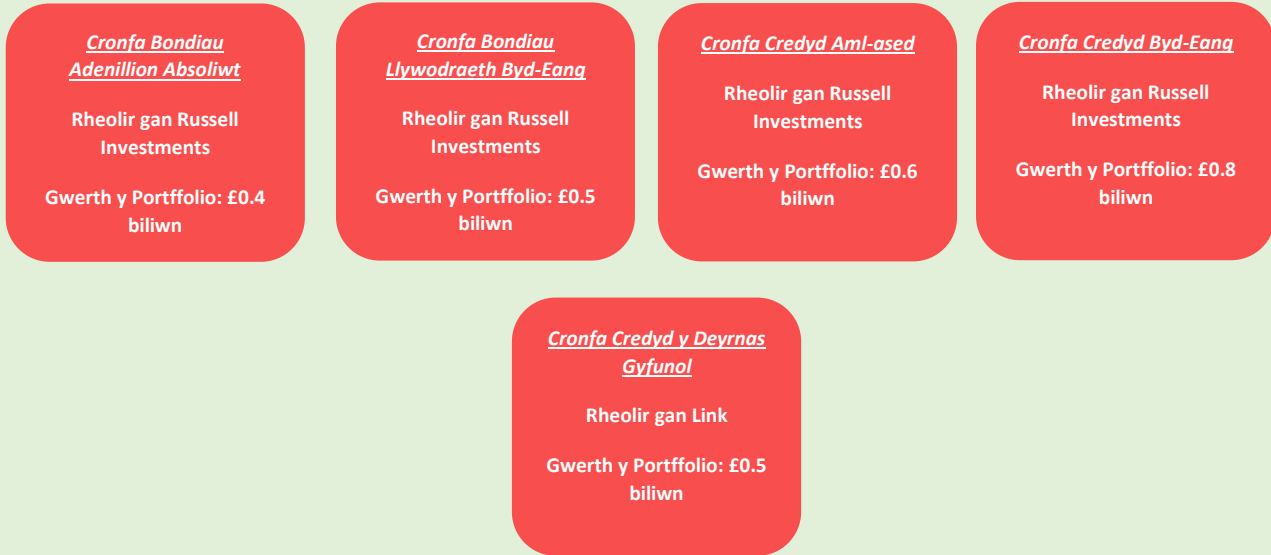 Cronfa Bondiau
Adenillion Absoliwt
Rheolir gan Russell
Investments
Gwerth y Portffolio: £0.4
biliwn
Cronfa Bondiau
Llywodraeth Byd-Eang
Rheolir gan Russell
Investments
Gwerth y Portffolio: £0.5
biliwn
Cronfa Credyd Aml-ased
Rheolir gan Russell
Investments
Gwerth y Portffolio: £0.6
biliwn
Cronfa Credyd Byd-Eang
Rheolir gan Russell
Investments
Gwerth y Portffolio: £0.8
biliwn
Cronfa Credyd y Deyrnas
Gyfunol
Rheolir gan Link
Gwerth y Portffolio: £0.5
biliwn